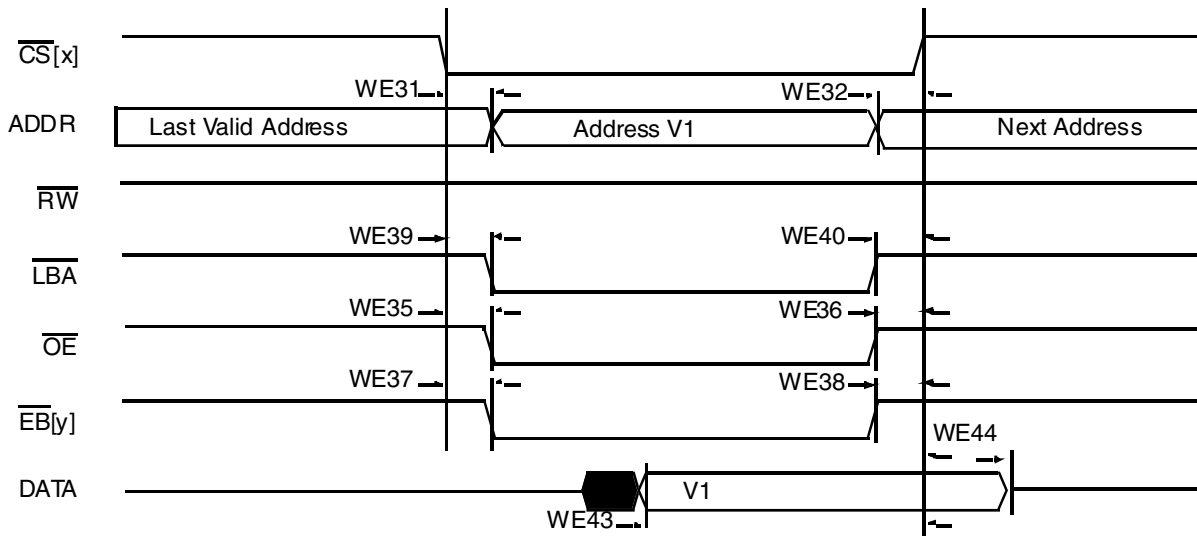 CS[x]
WE31
WE32
ADDR
Last Valid Address
Address V1
Next Address
RW
WE39
WE40
LBA
WE35
WE36
OE
WE37
WE38
EB[y]
WE44
DATA
V1
WE43